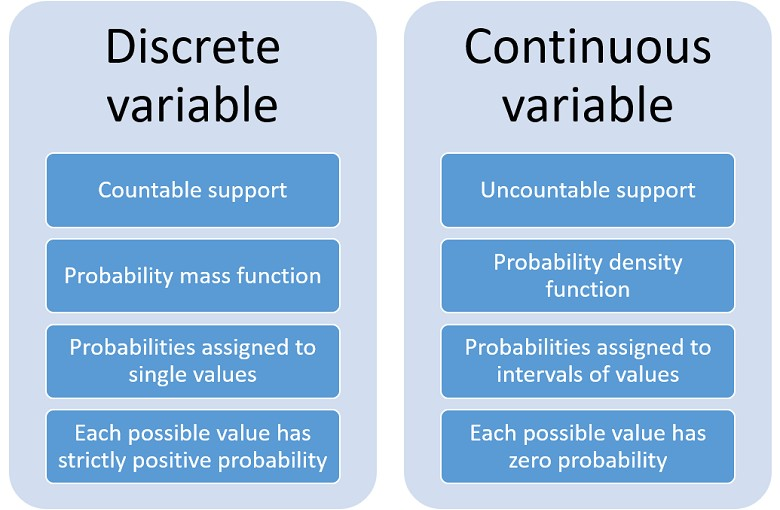 Discrete
variable
Countable support
Probability mass function
Probabilities assigned to
single values
Each possible value has
strictly positive probability
Continuous
variable
Uncountable support
Probability density
function
Probabilities assigned to
intervals of values
Each possible value has
zero probability